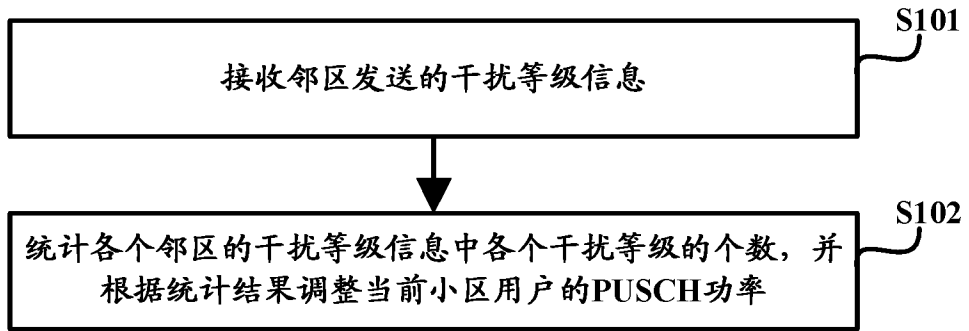 S101
接收邻区发送的干扰等级信息
S102
统计各个邻区的干扰等级信息中各个干扰等级的个数，并
根据统计结果调整当前小区用户的PUSCH功率